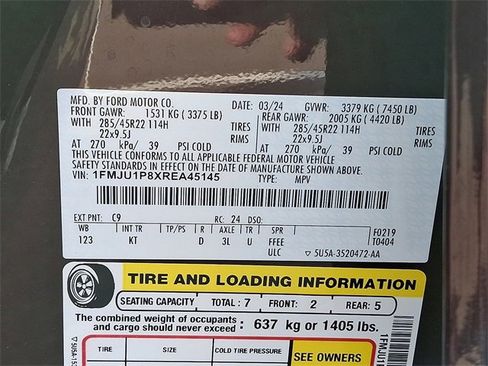 MFD. BY FORD MOTOR CO. DATE: 03/24 GVWR: 3379 KG ( 7450 LB)
FRONT GAWR: 1531 KG ( 3375 LB) REAR GAWR: 2005 KG ( 4420 LB)
WITH 285/45R22 114H TIRES WITH 285/45R22 114H TIRES
22x9.5J RIMS 22x9.5J RIMS
AT 270 kPa/ 39 PSI COLD AT 270 kPa/ 39 PSI COLD
THIS VEHICLE CONFORMS TO ALL APPLICABLE FEDERAL MOTOR VEHICLE
SAFETY STANDARDS IN EFFECT ON THE DATE OF MANUFACTURE SHOWN ABOVE.
VIN: 1FMJU1P8XREA45145 TYPE: MPV
EXT PNT: C9 RC: 24 DSO: F0219
WB INT TR TP/PS R AXLE TR SPR T0404
123 KT D 3L U FFEE
ULC ▽ 5U5A-3520472-AA
TIRE AND LOADING INFORMATION
SEATING CAPACITY TOTAL : 7 FRONT: 2 REAR: 5
The combined weight of occupants
and cargo should never exceed : 637 kg or 1405 lbs.
TIRE SIZE COLD TIRE PRESSURE SEE OWNERS